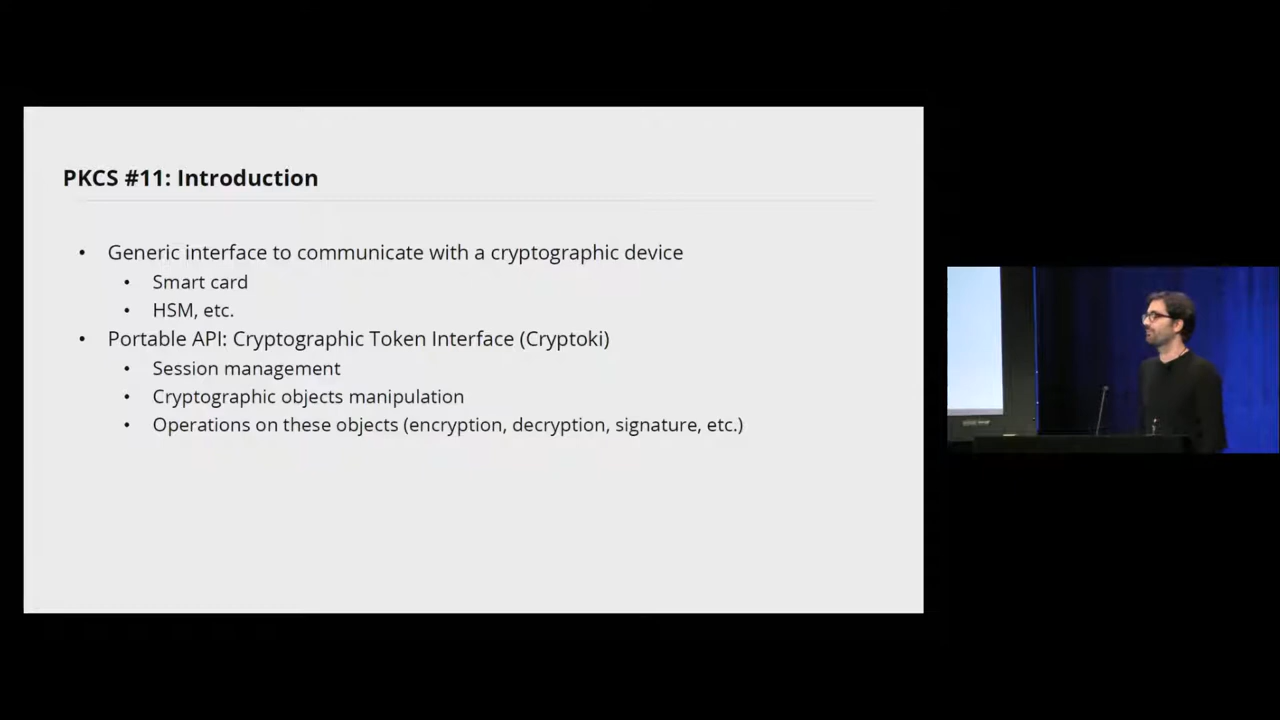 PKCS #11: Introduction
• Generic interface to communicate with a cryptographic device
• Smart card
• HSM, etc.
• Portable API: Cryptographic Token Interface (Cryptoki)
• Session management
• Cryptographic objects manipulation
• Operations on these objects (encryption, decryption, signature, etc.)